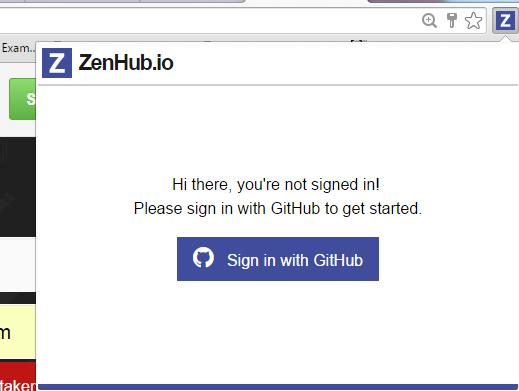 Z
Exam..
S
Z ZenHub.io
Hi there, you're not signed in!
Please sign in with GitHub to get started.
Sign in with GitHub
m
taken